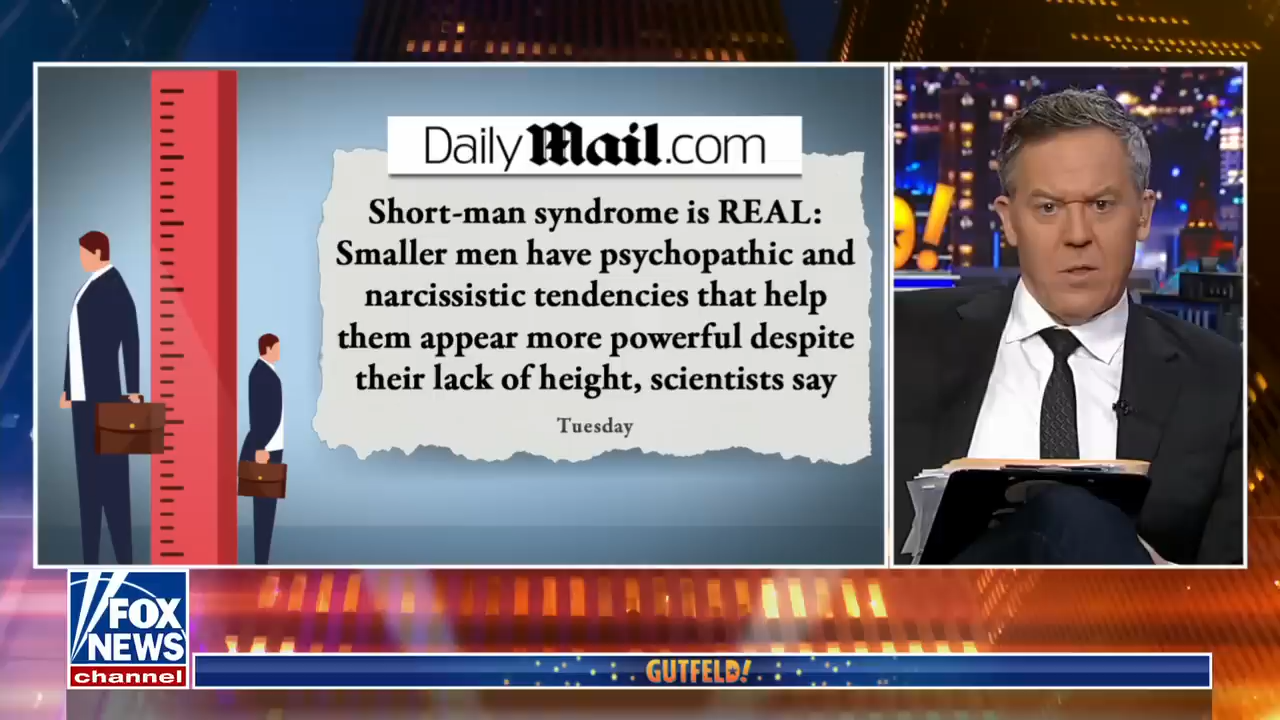 DailyMail.com
Short-man syndrome is REAL:
Smaller men have psychopathic and
narcissistic tendencies that help
them appear more powerful despite
their lack of height, scientists say
Tuesday
!
FOX
NEWS
channel
GUTFELD!